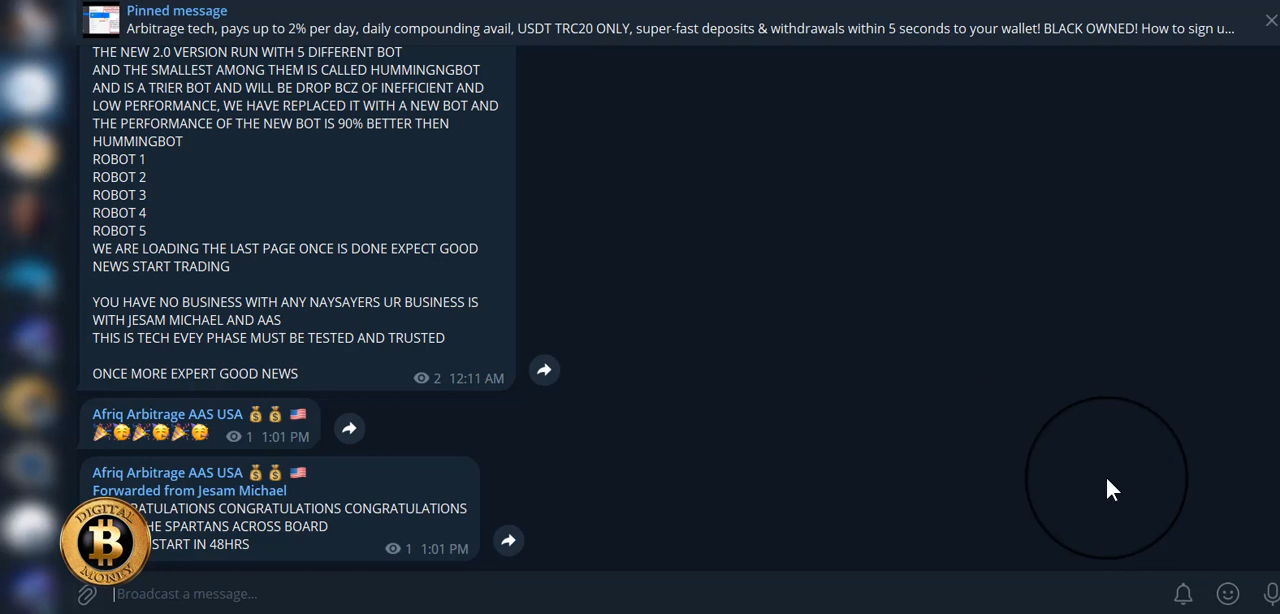 Pinned message
Arbitrage tech, pays up to 2% per day, daily compounding avail, USDT TRC20 ONLY, super-fast deposits & withdrawals within 5 seconds to your wallet! BLACK OWNED! How to sign u...
THE NEW 2.0 VERSION RUN WITH 5 DIFFERENT BOT
AND THE SMALLEST AMONG THEM IS CALLED HUMMINGNGBOT
AND IS A TRIER BOT AND WILL BE DROP BCZ OF INEFFICIENT AND
LOW PERFORMANCE, WE HAVE REPLACED IT WITH A NEW BOT AND
THE PERFORMANCE OF THE NEW BOT IS 90% BETTER THEN
HUMMINGBOT
ROBOT 1
ROBOT 2
ROBOT 3
ROBOT 4
ROBOT 5
WE ARE LOADING THE LAST PAGE ONCE IS DONE EXPECT GOOD
NEWS START TRADING
YOU HAVE NO BUSINESS WITH ANY NAYSAYERS UR BUSINESS IS
WITH JESAM MICHAEL AND AAS
THIS IS TECH EVEY PHASE MUST BE TESTED AND TRUSTED
ONCE MORE EXPERT GOOD NEWS
2 12:11 AM
Afriq Arbitrage AAS USA 💰 💰 🇺🇸
🎉🥳🎉🥳🎉🥳
1 1:01 PM
Afriq Arbitrage AAS USA 💰 💰 🇺🇸
Forwarded from Jesam Michael
RATULATIONS CONGRATULATIONS CONGRATULATIONS
HE SPARTANS ACROSS BOARD
START IN 48HRS
1 1:01 PM
DIGITAL
B
MONEY
Broadcast a message...